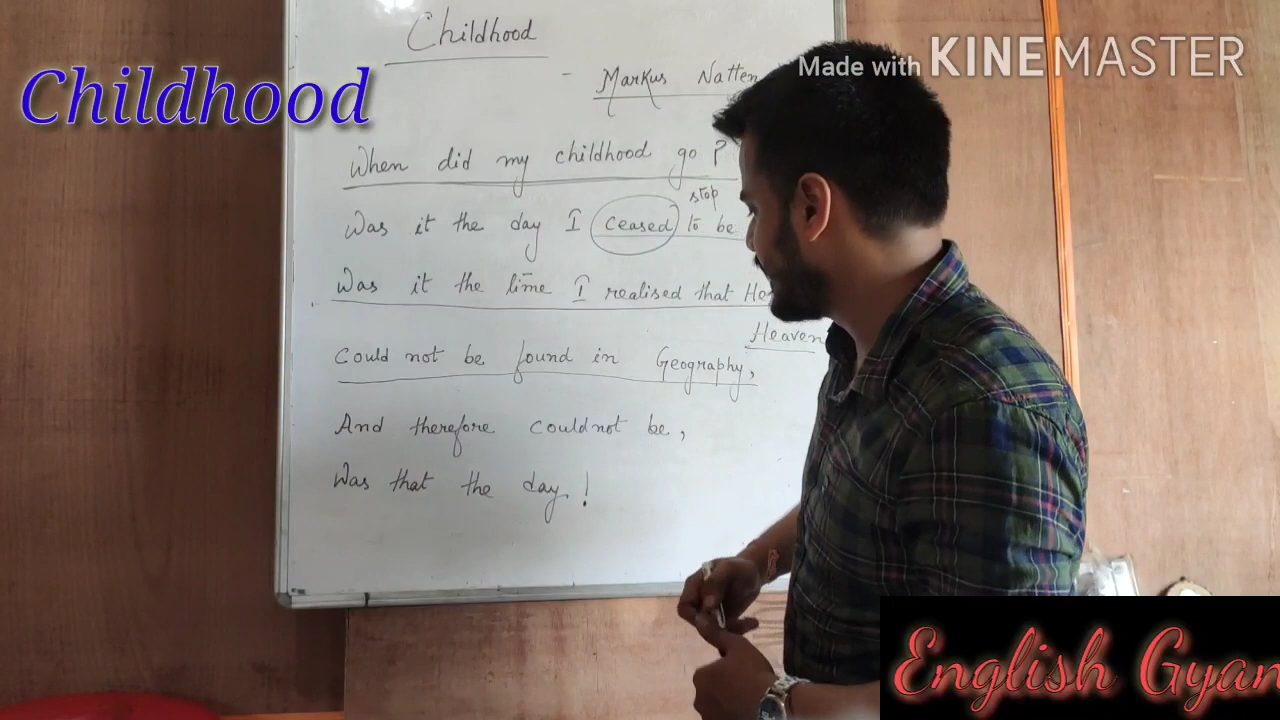 Childhood
Made with KINEMASTER
Childhood
- Markus Natten
When did my childhood go ?
stop
Was it the day I ceased to be
Was it the time I realised that
Heaven
could not be found in Geography,
And therefore could not be,
Was that the day !
English Gyan